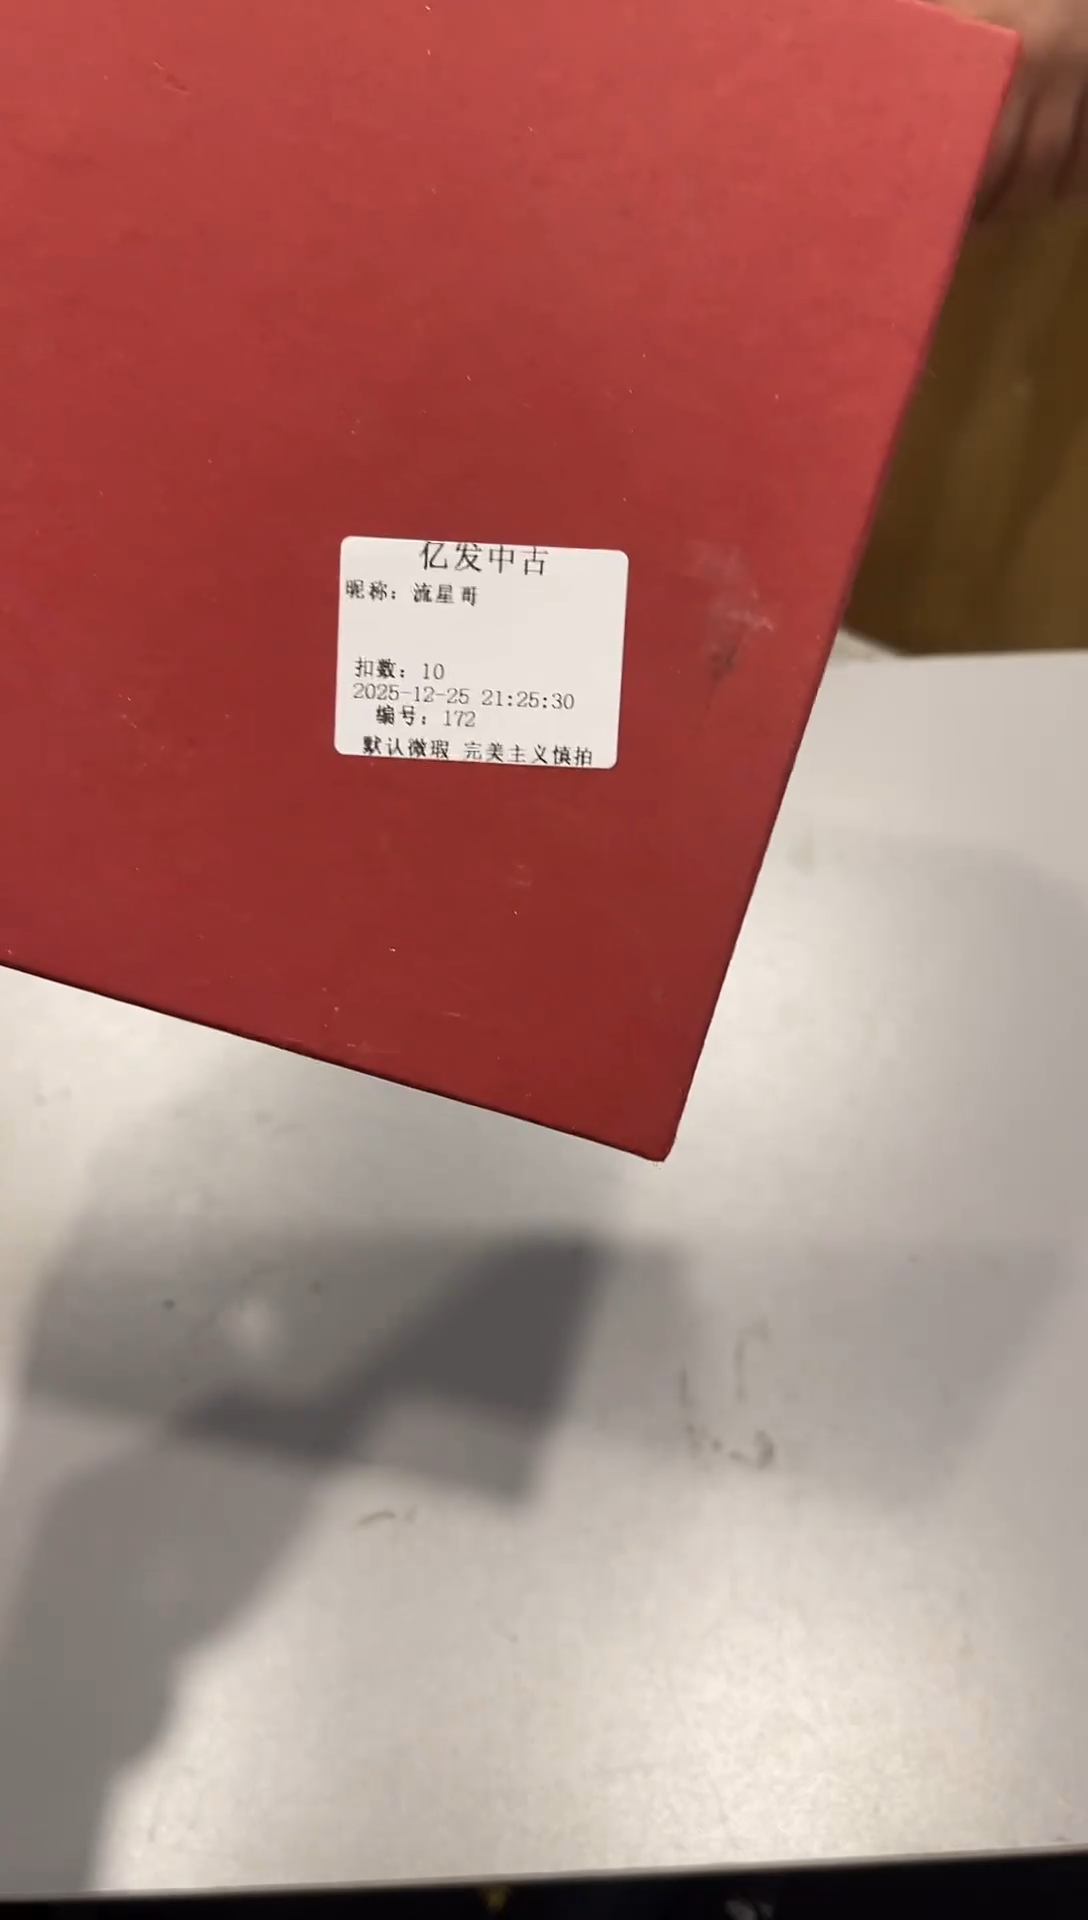 亿发中古
昵称：流星哥
扣数：10
2025-12-25 21:25:30
编号：172
默认微瑕 完美主义慎拍